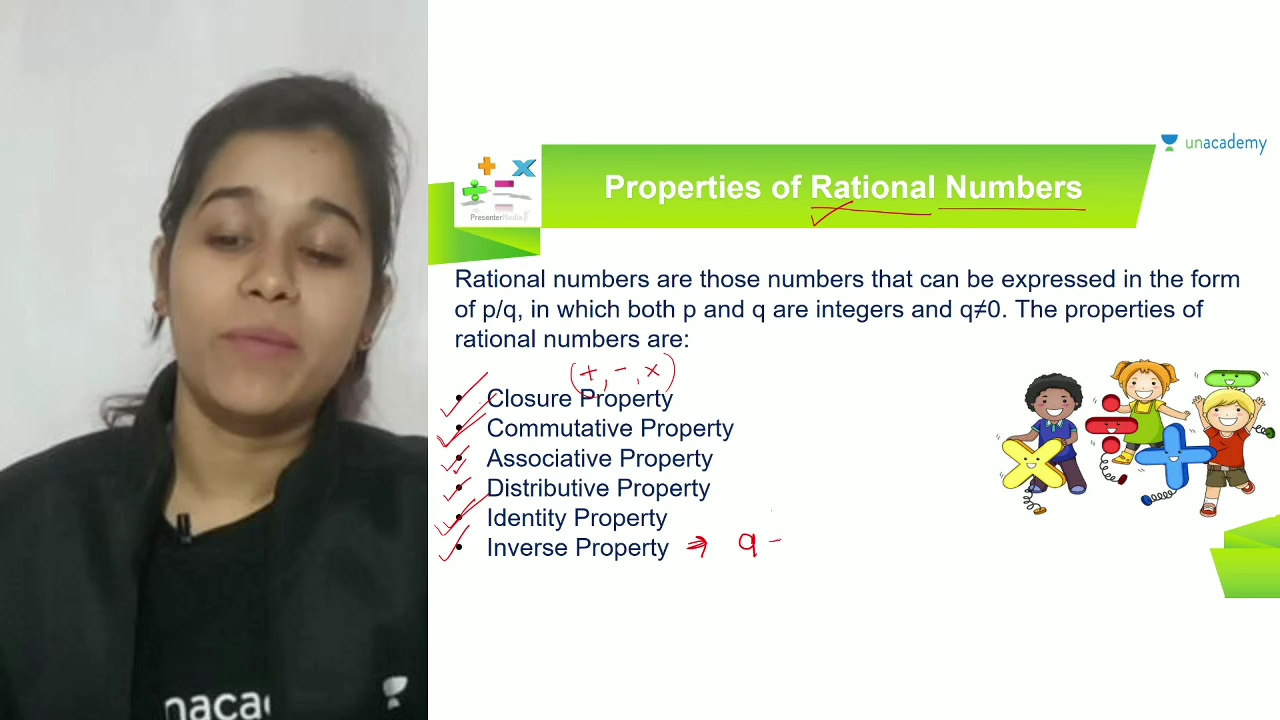 unacademy
Properties of Rational Numbers
PresenterMedia
Rational numbers are those numbers that can be expressed in the form
of p/q, in which both p and q are integers and q≠0. The properties of
rational numbers are:
(+, -, ×)
• Closure Property
• Commutative Property
• Associative Property
• Distributive Property
• Identity Property
• Inverse Property ⇒ q -